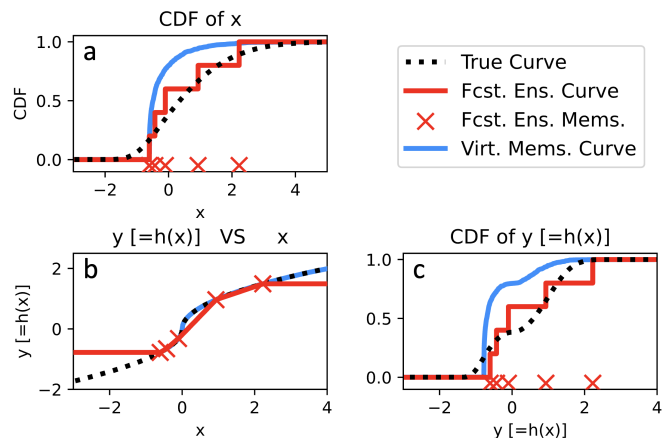 CDF of x
a
CDF
1.0
0.5
0.0
−2 0 2 4
x
True Curve
Fcst. Ens. Curve
Fcst. Ens. Mems.
Virt. Mems. Curve
y [=h(x)] VS x
b
y [=h(x)]
2
0
−2
−2 0 2 4
x
CDF of y [=h(x)]
c
1.0
0.5
0.0
−2 0 2 4
y [=h(x)]